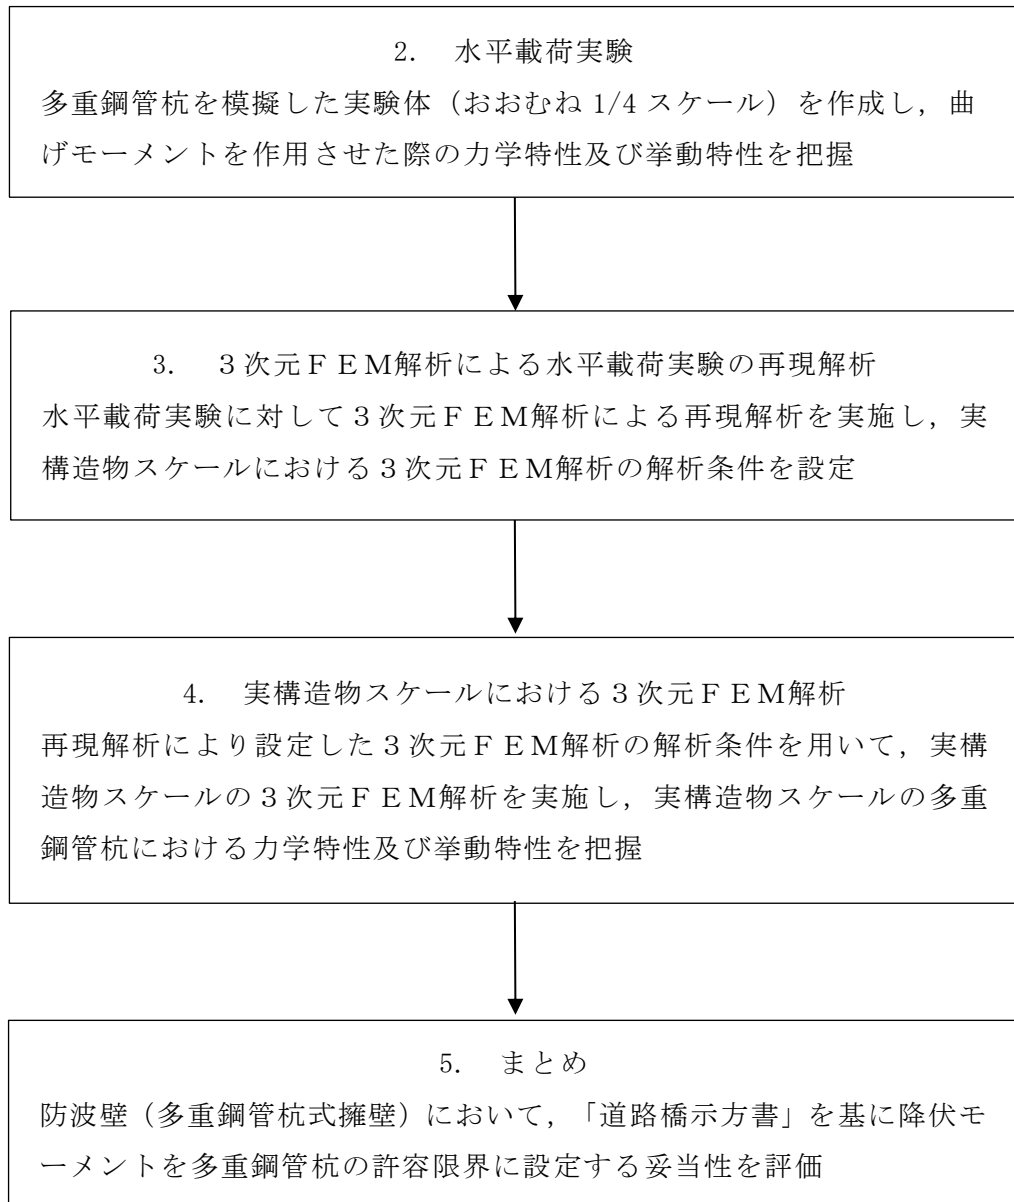 2.　水平載荷実験
多重鋼管杭を模擬した実験体（おおむね 1/4 スケール）を作成し，曲
げモーメントを作用させた際の力学特性及び挙動特性を把握
3.　３次元ＦＥＭ解析による水平載荷実験の再現解析
水平載荷実験に対して３次元ＦＥＭ解析による再現解析を実施し，実
構造物スケールにおける３次元ＦＥＭ解析の解析条件を設定
4.　実構造物スケールにおける３次元ＦＥＭ解析
再現解析により設定した３次元ＦＥＭ解析の解析条件を用いて，実構
造物スケールの３次元ＦＥＭ解析を実施し，実構造物スケールの多重
鋼管杭における力学特性及び挙動特性を把握
5.　まとめ
防波壁（多重鋼管杭式擁壁）において，「道路橋示方書」を基に降伏モ
ーメントを多重鋼管杭の許容限界に設定する妥当性を評価